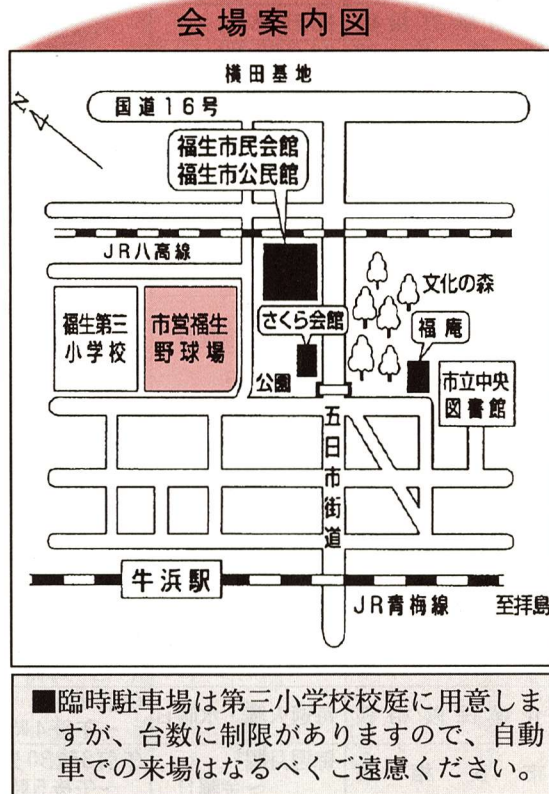 会場案内図
横田基地
国道16号
N
福生市民会館
福生市公民館
JR八高線
文化の森
福生第三
小学校
市営福生
野球場
さくら会館
福庵
公園
市立中央
図書館
五日市街道
牛浜駅
JR青梅線
至拝島
■臨時駐車場は第三小学校校庭に用意しま
すが、台数に制限がありますので、自動
車での来場はなるべくご遠慮ください。